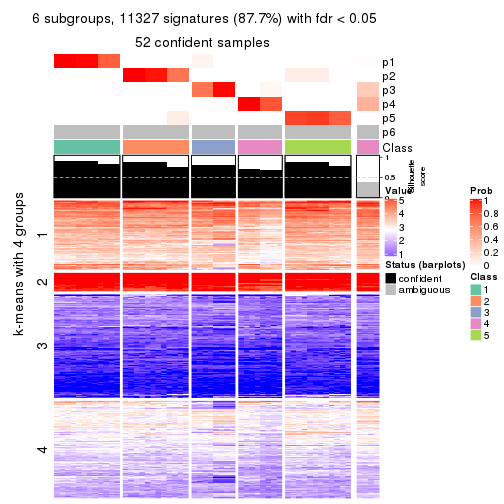 6 subgroups, 11327 signatures (87.7%) with fdr < 0.05
52 confident samples
p1
p2
p3
p4
p5
p6
Class
1
0.5
0
Silhouette
score
k-means with 4 groups
1
2
3
4
Value
5
4
3
2
1
Status (barplots)
confident
ambiguous
Prob
1
0.8
0.6
0.4
0.2
0
Class
1
2
3
4
5